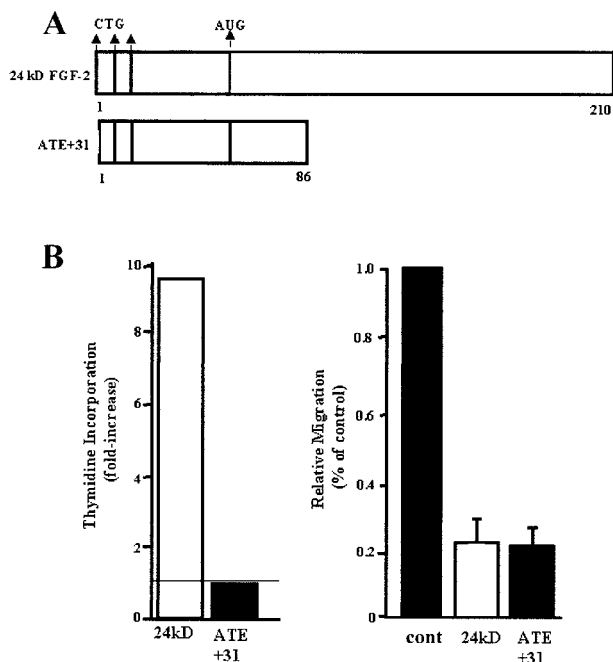 A
CTG
AUG
24 kD FGF-2
1
210
ATE+31
1
86
B
Thymidine Incorporation
(fold-increase)
10
8
6
4
2
0
24kD
ATE
+31
Relative Migration
(% of control)
1.0
0.8
0.6
0.4
0.2
0
cont
24kD
ATE
+31